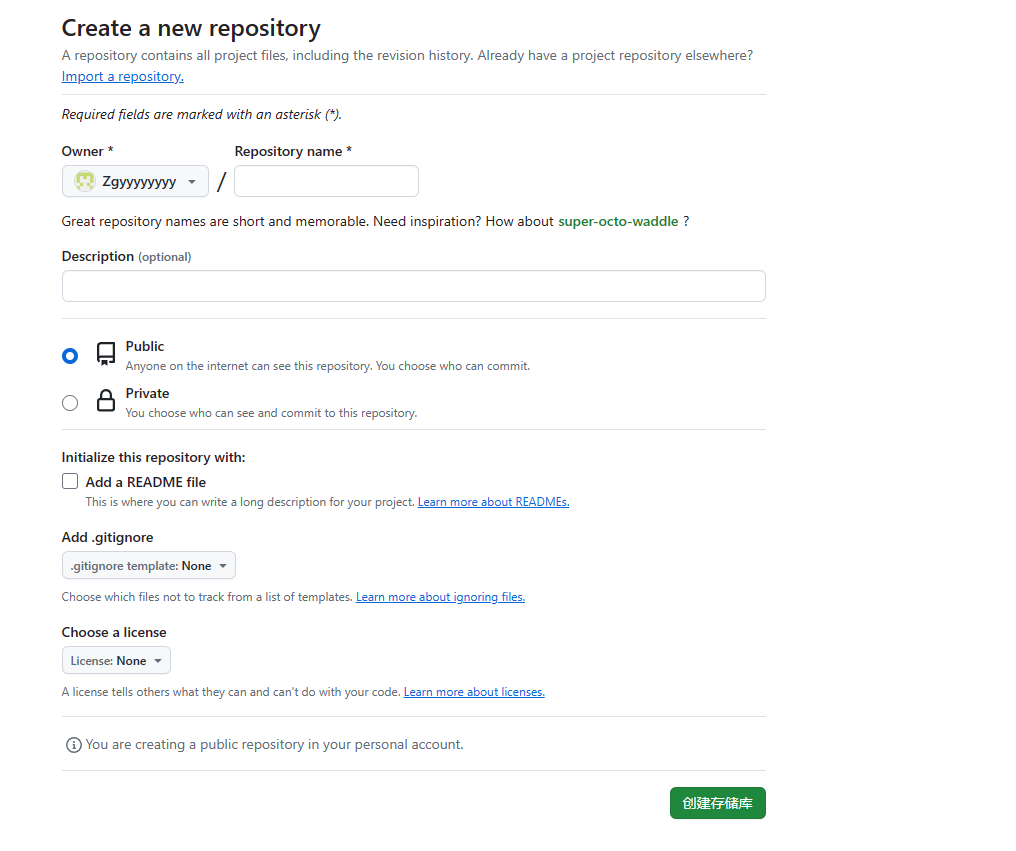 Create a new repository
A repository contains all project files, including the revision history. Already have a project repository elsewhere?
Import a repository.
Required fields are marked with an asterisk (*).
Owner * Repository name *
Zgyyyyyyyy /
Great repository names are short and memorable. Need inspiration? How about super-octo-waddle ?
Description (optional)
Public
Anyone on the internet can see this repository. You choose who can commit.
Private
You choose who can see and commit to this repository.
Initialize this repository with:
Add a README file
This is where you can write a long description for your project. Learn more about READMEs.
Add .gitignore
.gitignore template: None
Choose which files not to track from a list of templates. Learn more about ignoring files.
Choose a license
License: None
A license tells others what they can and can't do with your code. Learn more about licenses.
You are creating a public repository in your personal account.
创建存储库